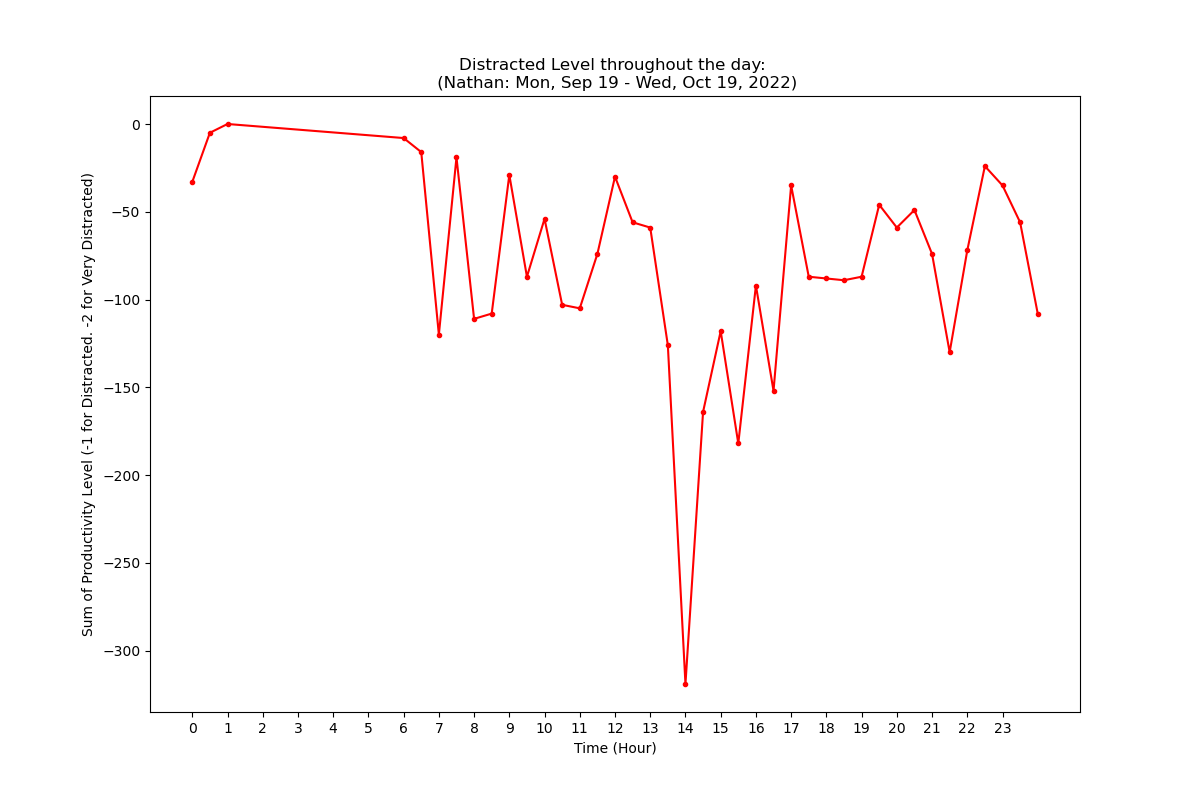 Distracted Level throughout the day:
(Nathan: Mon, Sep 19 - Wed, Oct 19, 2022)
Sum of Productivity Level (-1 for Distracted. -2 for Very Distracted)
0
−50
−100
−150
−200
−250
−300
0 1 2 3 4 5 6 7 8 9 10 11 12 13 14 15 16 17 18 19 20 21 22 23
Time (Hour)